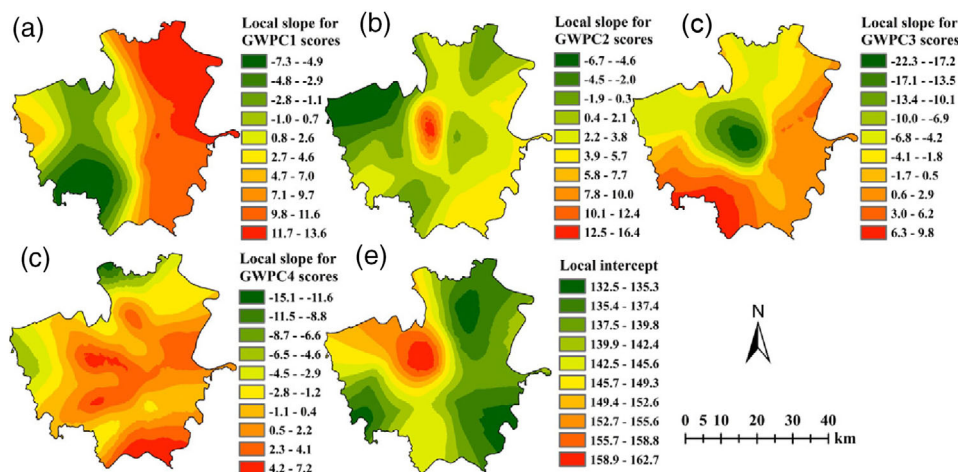 (a)
Local slope for
GWPC1 scores
-7.3 - -4.9
-4.8 - -2.9
-2.8 - -1.1
-1.0 - 0.7
0.8 - 2.6
2.7 - 4.6
4.7 - 7.0
7.1 - 9.7
9.8 - 11.6
11.7 - 13.6
(b)
Local slope for
GWPC2 scores
-6.7 - -4.6
-4.5 - -2.0
-1.9 - 0.3
0.4 - 2.1
2.2 - 3.8
3.9 - 5.7
5.8 - 7.7
7.8 - 10.0
10.1 - 12.4
12.5 - 16.4
(c)
Local slope for
GWPC3 scores
-22.3 - -17.2
-17.1 - -13.5
-13.4 - -10.1
-10.0 - -6.9
-6.8 - -4.2
-4.1 - -1.8
-1.7 - 0.5
0.6 - 2.9
3.0 - 6.2
6.3 - 9.8
(c)
Local slope for
GWPC4 scores
-15.1 - -11.6
-11.5 - -8.8
-8.7 - -6.6
-6.5 - -4.6
-4.5 - -2.9
-2.8 - -1.2
-1.1 - 0.4
0.5 - 2.2
2.3 - 4.1
4.2 - 7.2
(e)
Local intercept
132.5 - 135.3
135.4 - 137.4
137.5 - 139.8
139.9 - 142.4
142.5 - 145.6
145.7 - 149.3
149.4 - 152.6
152.7 - 155.6
155.7 - 158.8
158.9 - 162.7
N
0 5 10 20 30 40
km